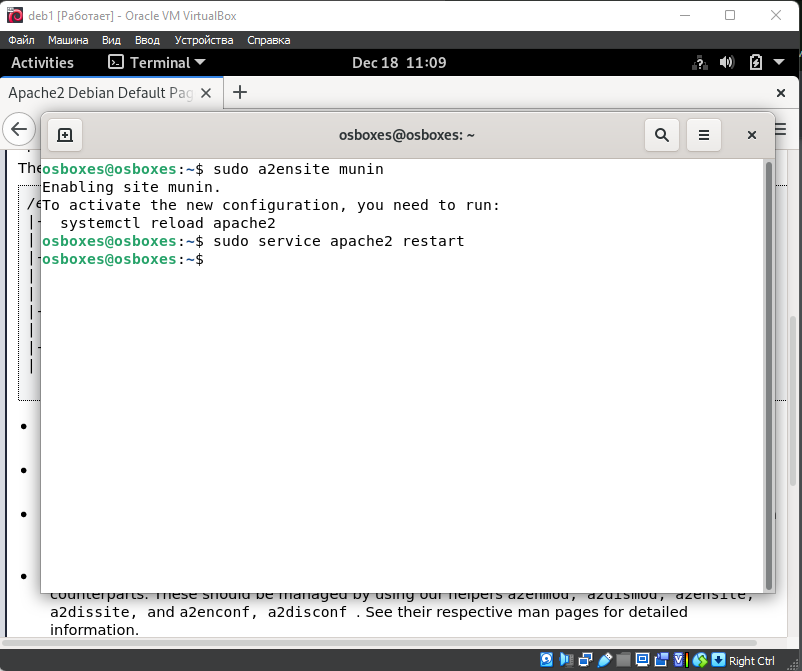 deb1 [Работает] - Oracle VM VirtualBox
Файл Машина Вид Ввод Устройства Справка
Activities Terminal Dec 18 11:09
Apache2 Debian Default Pag
osboxes@osboxes: ~
The
/e
osboxes@osboxes:~$ sudo a2ensite munin
Enabling site munin.
To activate the new configuration, you need to run:
systemctl reload apache2
osboxes@osboxes:~$ sudo service apache2 restart
osboxes@osboxes:~$
counterparts. These should be managed by using our helpers a2enmod, a2dismod, a2ensite,
a2dissite, and a2enconf, a2disconf . See their respective man pages for detailed
information.
Right Ctrl